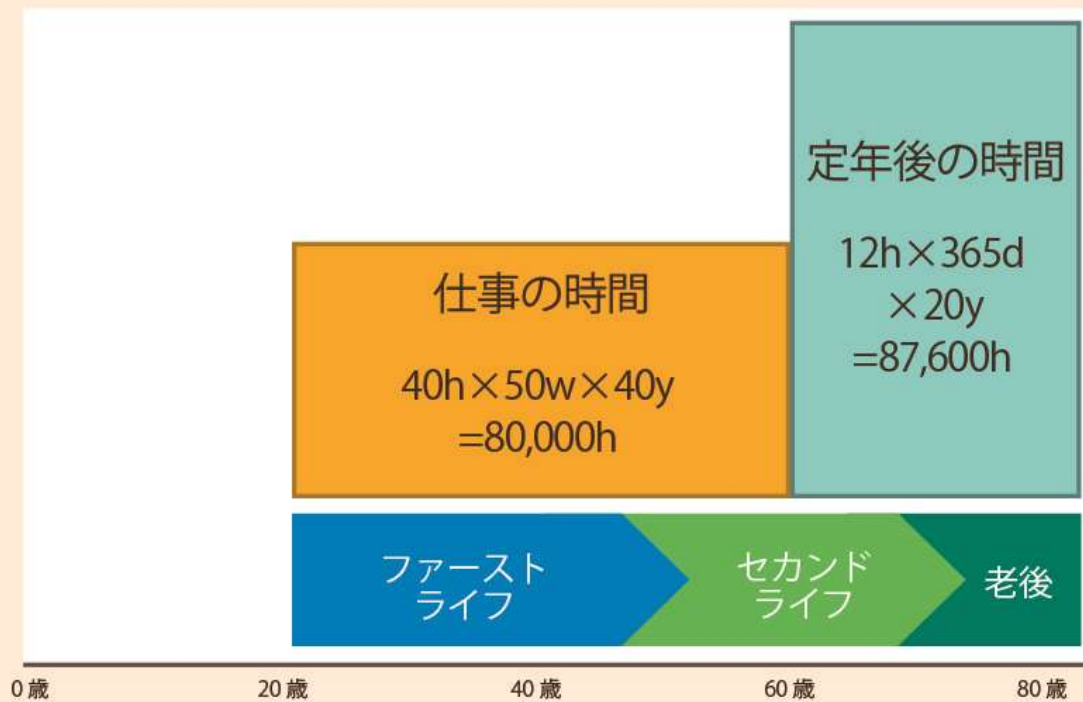 定年後の時間
12h×365d
×20y
=87,600h
仕事の時間
40h×50w×40y
=80,000h
ファースト
ライフ
セカンド
ライフ
老後
0歳
20歳
40歳
60歳
80歳